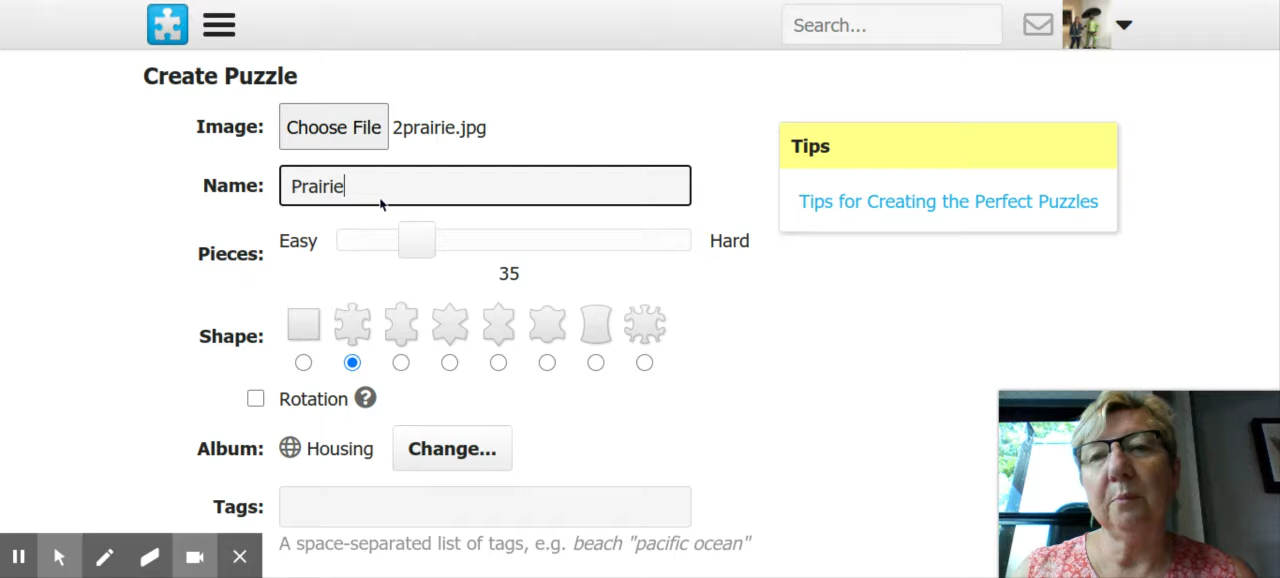 Search...
Create Puzzle
Image: Choose File 2prairie.jpg
Name: Prairie
Pieces: Easy Hard
35
Shape:
Rotation ?
Album: Housing Change...
Tags:
A space-separated list of tags, e.g. beach "pacific ocean"
Tips
Tips for Creating the Perfect Puzzles